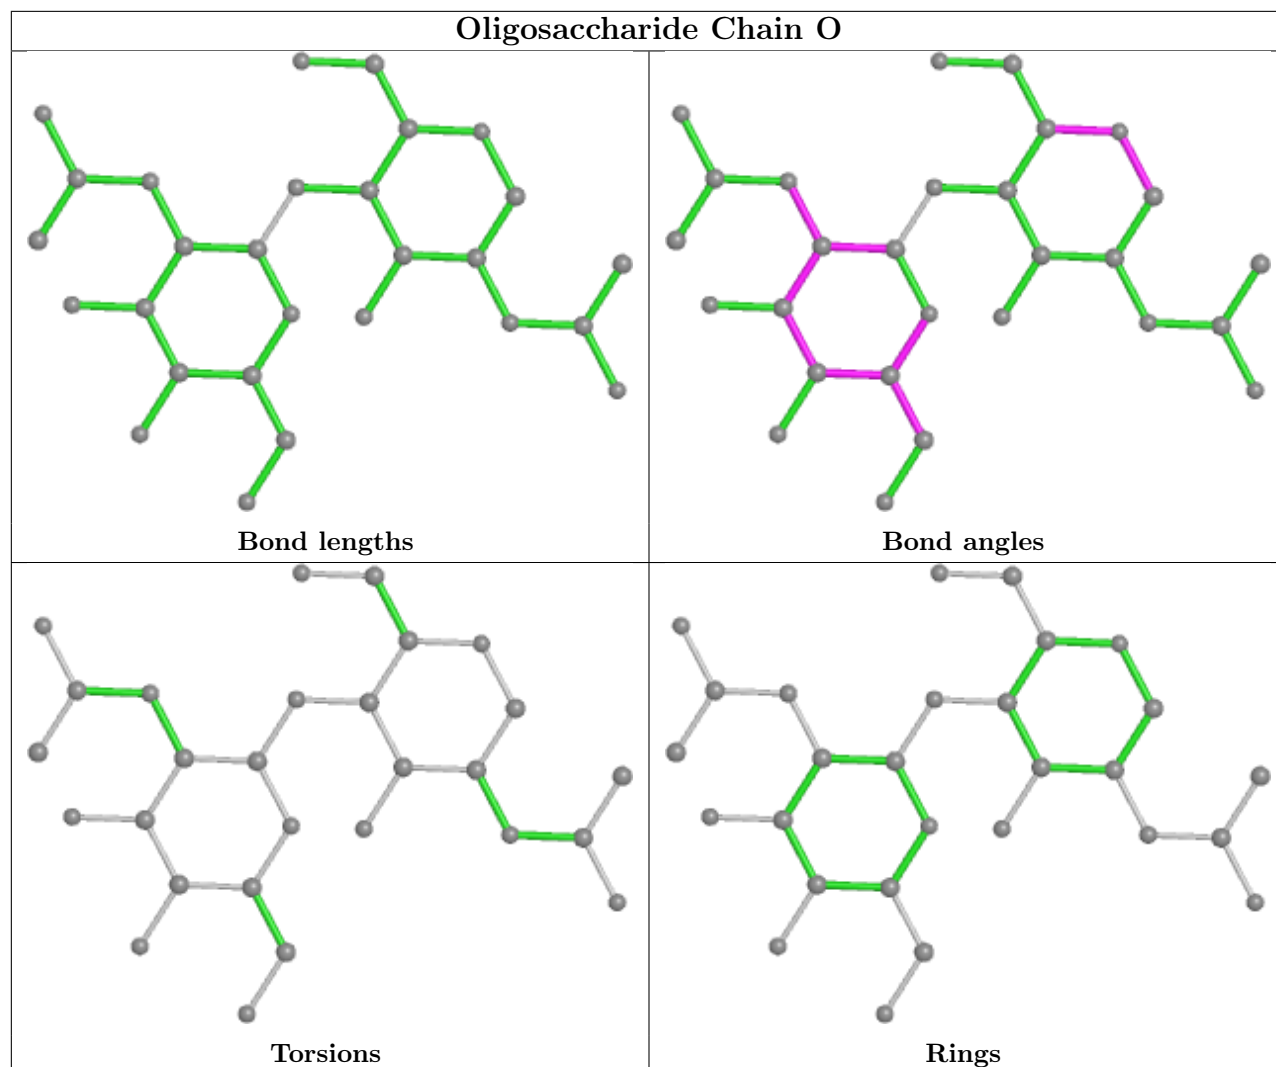 Oligosaccharide Chain O
Bond lengths
Bond angles
Torsions
Rings